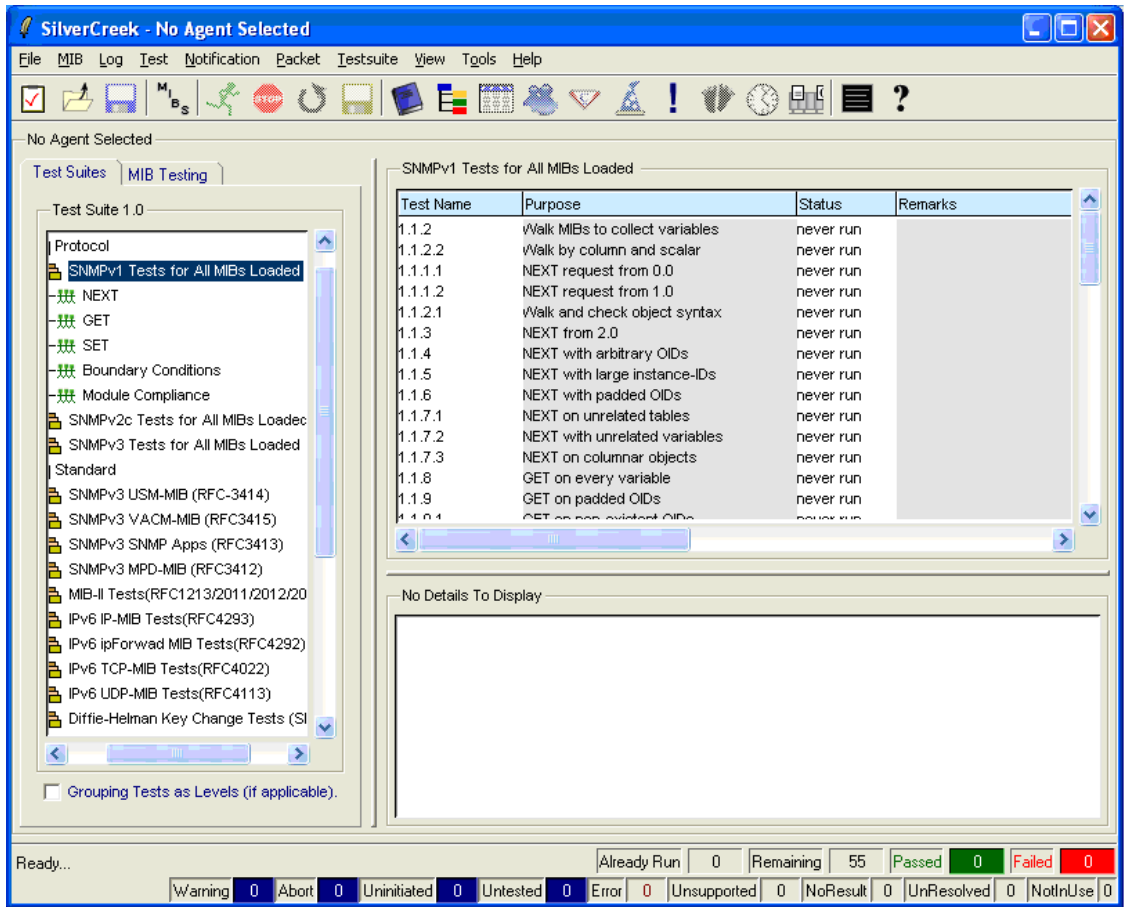 SilverCreek - No Agent Selected
File MIB Log Test Notification Packet Testsuite View Tools Help
MIBs STOP ! ?
No Agent Selected
Test Suites MIB Testing
Test Suite 1.0
Protocol
SNMPv1 Tests for All MIBs Loaded
NEXT
GET
SET
Boundary Conditions
Module Compliance
SNMPv2c Tests for All MIBs Loadec
SNMPv3 Tests for All MIBs Loaded
Standard
SNMPv3 USM-MIB (RFC-3414)
SNMPv3 VACM-MIB (RFC3415)
SNMPv3 SNMP Apps (RFC3413)
SNMPv3 MPD-MIB (RFC3412)
MIB-II Tests(RFC1213/2011/2012/20
IPv6 IP-MIB Tests(RFC4293)
IPv6 ipForwad MIB Tests(RFC4292)
IPv6 TCP-MIB Tests(RFC4022)
IPv6 UDP-MIB Tests(RFC4113)
Diffie-Helman Key Change Tests (SI
Grouping Tests as Levels (if applicable).
SNMPv1 Tests for All MIBs Loaded
Test Name Purpose Status Remarks
1.1.2 Walk MIBs to collect variables never run
1.1.2.2 Walk by column and scalar never run
1.1.1.1 NEXT request from 0.0 never run
1.1.1.2 NEXT request from 1.0 never run
1.1.2.1 Walk and check object syntax never run
1.1.3 NEXT from 2.0 never run
1.1.4 NEXT with arbitrary OIDs never run
1.1.5 NEXT with large instance-IDs never run
1.1.6 NEXT with padded OIDs never run
1.1.7.1 NEXT on unrelated tables never run
1.1.7.2 NEXT with unrelated variables never run
1.1.7.3 NEXT on columnar objects never run
1.1.8 GET on every variable never run
1.1.9 GET on padded OIDs never run
1.1.9.1 GET on non-existent OIDs never run
No Details To Display
Ready...
Already Run 0 Remaining 55 Passed 0 Failed 0
Warning 0 Abort 0 Uninitiated 0 Untested 0 Error 0 Unsupported 0 NoResult 0 UnResolved 0 NotInUse 0